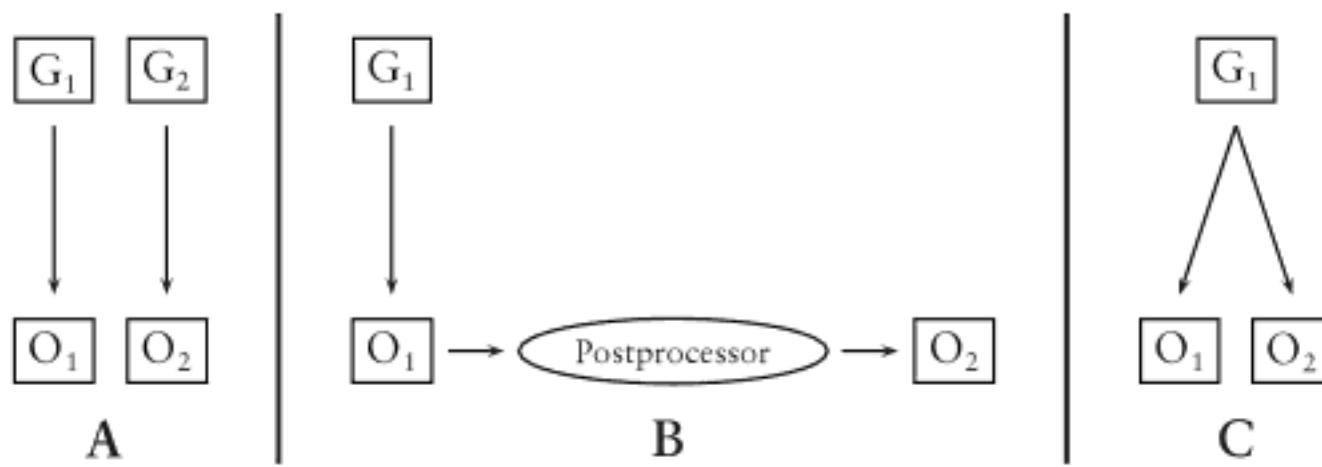 G₁ G₂ G₁ G₁
O₁ O₂ O₁ Postprocessor O₂ O₁ O₂
A B C